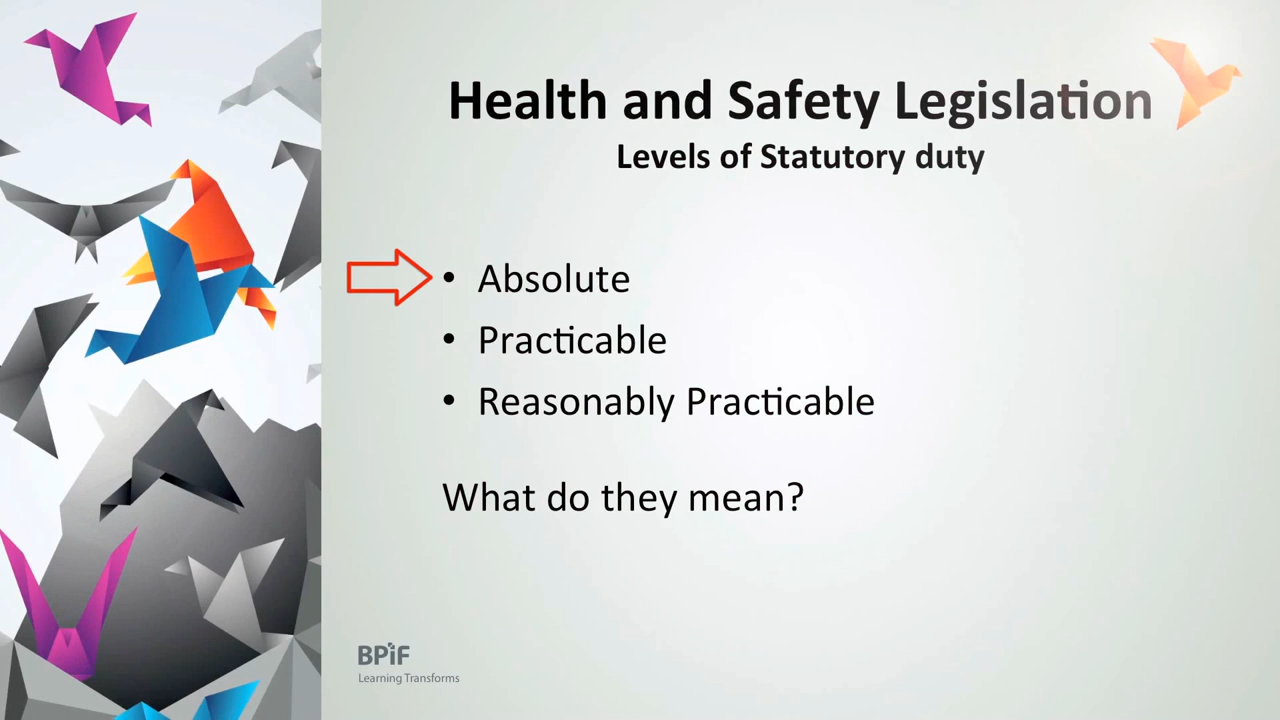 Health and Safety Legislation
Levels of Statutory duty
• Absolute
• Practicable
• Reasonably Practicable
What do they mean?
BPiF
Learning Transforms